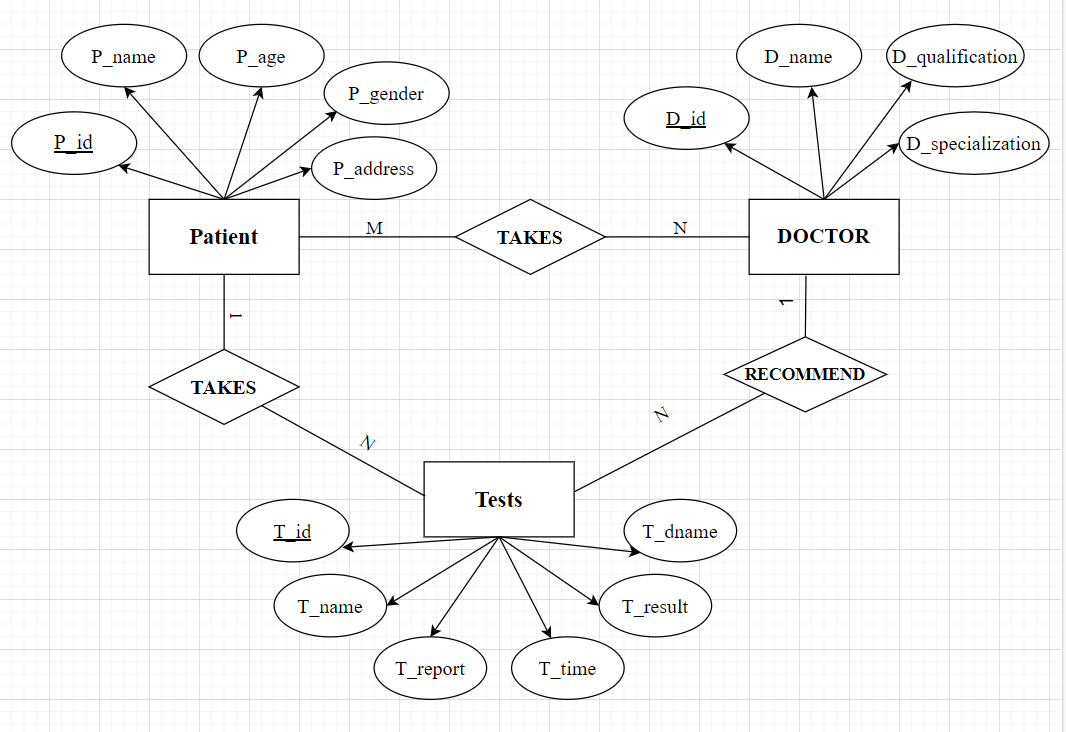 P_name
P_age
D_name
D_qualification
P_gender
D_id
P_id
D_specialization
P_address
Patient
M
TAKES
N
DOCTOR
1
1
TAKES
RECOMMEND
N
N
Tests
T_id
T_dname
T_name
T_result
T_report
T_time